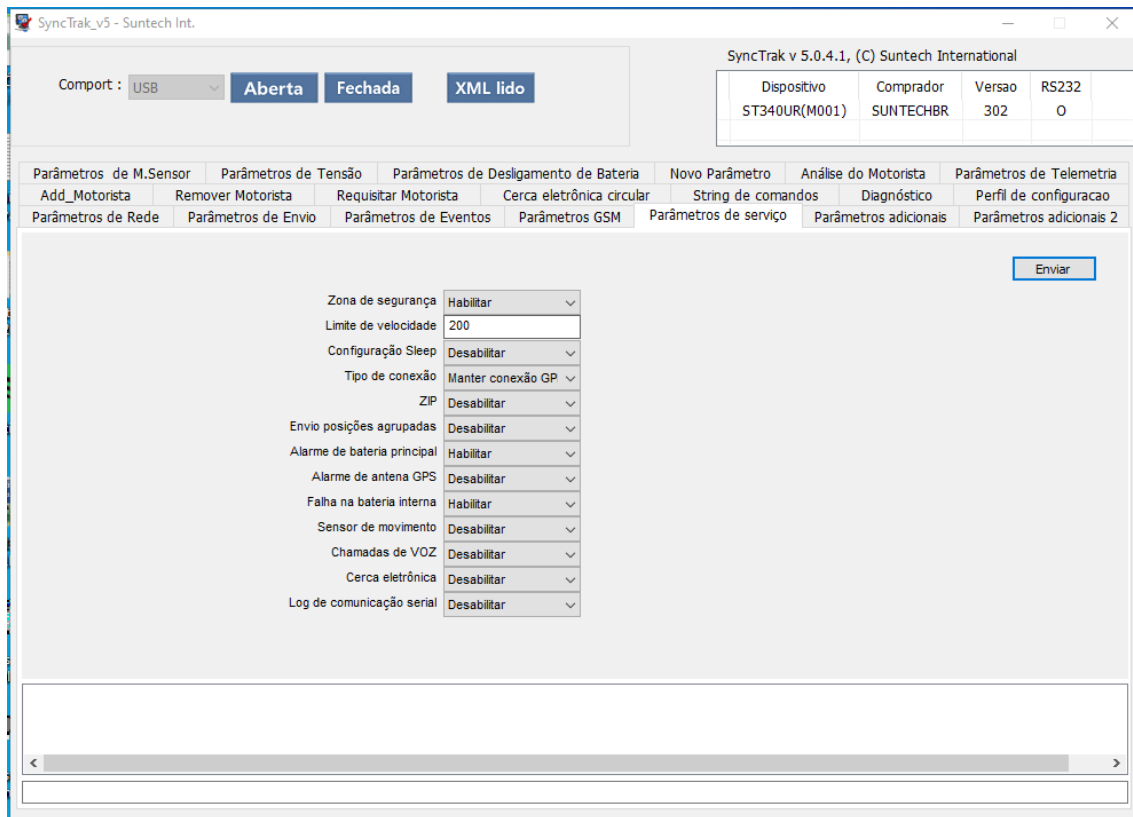 SyncTrak_v5 - Suntech Int.
SyncTrak v 5.0.4.1, (C) Suntech International
Comport : USB Aberta Fechada XML lido
Dispositivo Comprador Versao RS232
ST340UR(M001) SUNTECHBR 302 O
Parâmetros de M.Sensor Parâmetros de Tensão Parâmetros de Desligamento de Bateria Novo Parâmetro Análise do Motorista Parâmetros de Telemetria
Add_Motorista Remover Motorista Requisitar Motorista Cerca eletrônica circular String de comandos Diagnóstico Perfil de configuracao
Parâmetros de Rede Parâmetros de Envio Parâmetros de Eventos Parâmetros GSM Parâmetros de serviço Parâmetros adicionais Parâmetros adicionais 2
Enviar
Zona de segurança Habilitar
Limite de velocidade 200
Configuração Sleep Desabilitar
Tipo de conexão Manter conexão GP
ZIP Desabilitar
Envio posições agrupadas Desabilitar
Alarme de bateria principal Habilitar
Alarme de antena GPS Desabilitar
Falha na bateria interna Habilitar
Sensor de movimento Desabilitar
Chamadas de VOZ Desabilitar
Cerca eletrônica Desabilitar
Log de comunicação serial Desabilitar